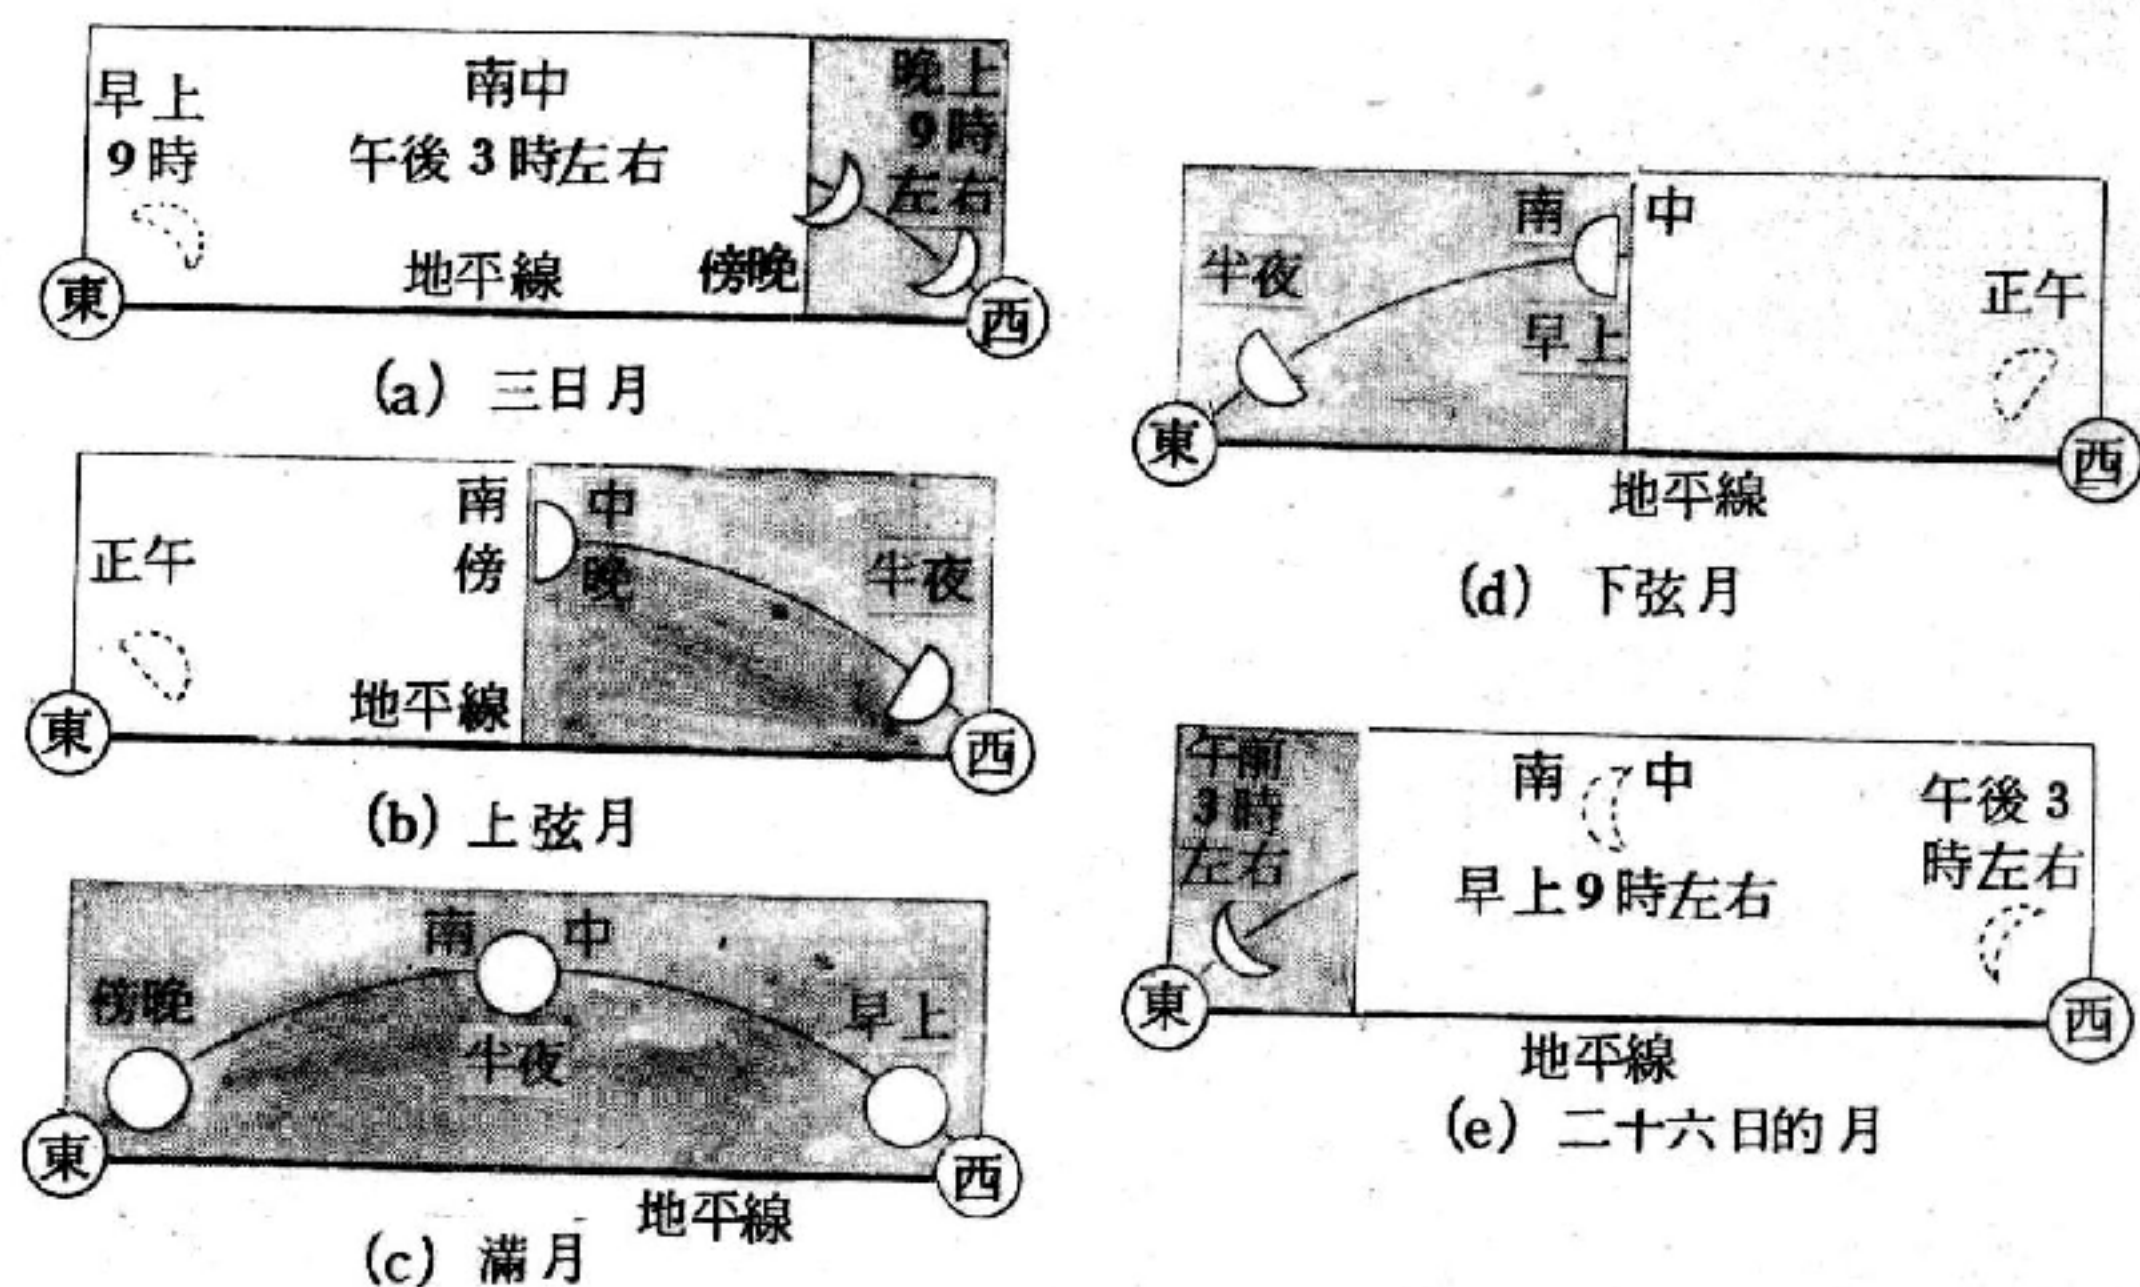 早上
9時
南中
午後3時左右
晚上
9時
左右
地平線
傍晚
東
西
(a) 三日月
正午
南中
傍晚
半夜
地平線
東
西
(b) 上弦月
南中
傍晚
半夜
早上
東
西
地平線
(c) 滿月
半夜
南中
早上
正午
東
西
地平線
(d) 下弦月
午前
3時
左右
南中
早上9時左右
午後3
時左右
東
西
地平線
(e) 二十六日的月